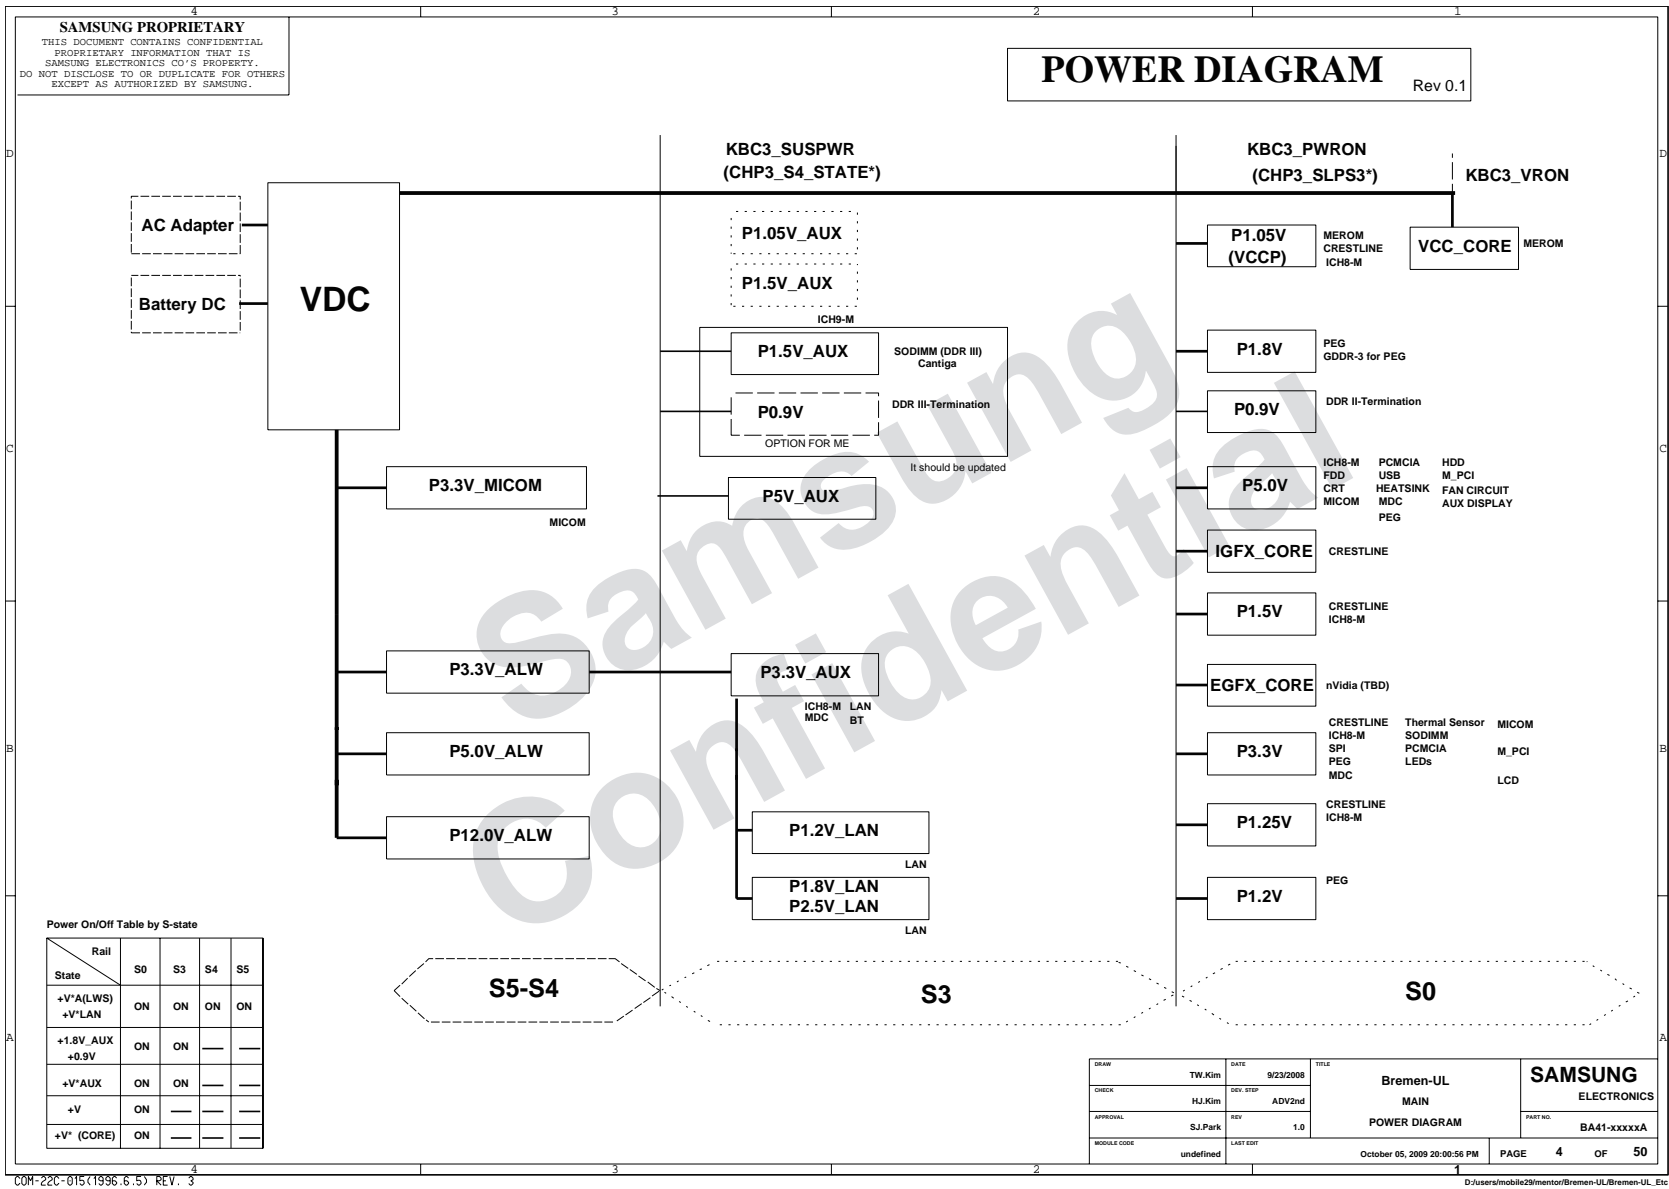 4 3 2 1
SAMSUNG PROPRIETARY
THIS DOCUMENT CONTAINS CONFIDENTIAL
PROPRIETARY INFORMATION THAT IS
SAMSUNG ELECTRONICS CO'S PROPERTY.
DO NOT DISCLOSE TO OR DUPLICATE FOR OTHERS
EXCEPT AS AUTHORIZED BY SAMSUNG.
POWER DIAGRAM Rev 0.1
D D
C C
B B
A A
KBC3_SUSPWR
(CHP3_S4_STATE*)
KBC3_PWRON
(CHP3_SLPS3*)
KBC3_VRON
AC Adapter
Battery DC
VDC
P3.3V_MICOM
MICOM
P3.3V_ALW
P5.0V_ALW
P12.0V_ALW
P1.05V_AUX
P1.5V_AUX
ICH9-M
P1.5V_AUX
SODIMM (DDR III)
Cantiga
P0.9V
DDR III-Termination
OPTION FOR ME
It should be updated
P5V_AUX
P3.3V_AUX
ICH8-M LAN
MDC BT
P1.2V_LAN
LAN
P1.8V_LAN
P2.5V_LAN
LAN
P1.05V
(VCCP)
MEROM
CRESTLINE
ICH8-M
VCC_CORE
MEROM
P1.8V
PEG
GDDR-3 for PEG
P0.9V
DDR II-Termination
P5.0V
ICH8-M PCMCIA HDD
FDD USB M_PCI
CRT HEATSINK FAN CIRCUIT
MICOM MDC AUX DISPLAY
PEG
IGFX_CORE
CRESTLINE
P1.5V
CRESTLINE
ICH8-M
EGFX_CORE
nVidia (TBD)
P3.3V
CRESTLINE Thermal Sensor MICOM
ICH8-M SODIMM
SPI PCMCIA M_PCI
PEG LEDs
MDC LCD
P1.25V
CRESTLINE
ICH8-M
P1.2V
PEG
Samsung
Confidential
Power On/Off Table by S-state
Rail
State S0 S3 S4 S5
+V*A(LWS)
+V*LAN
ON ON ON ON
+1.8V_AUX
+0.9V
ON ON — —
+V*AUX ON ON — —
+V ON — — —
+V* (CORE) ON — — —
S5-S4
S3
S0
DRAW TW.Kim DATE 9/23/2008
CHECK HJ.Kim DEV. STEP ADV2nd
APPROVAL SJ.Park REV 1.0
MODULE CODE undefined LAST EDIT October 05, 2009 20:00:56 PM
TITLE
Bremen-UL
MAIN
POWER DIAGRAM
SAMSUNG
ELECTRONICS
PART NO.
BA41-xxxxxA
PAGE 4 OF 50
4 3 2 1
COM-22C-015(1996.6.5) REV. 3
D:/users/mobile29/mentor/Bremen-UL/Bremen-UL_Etc